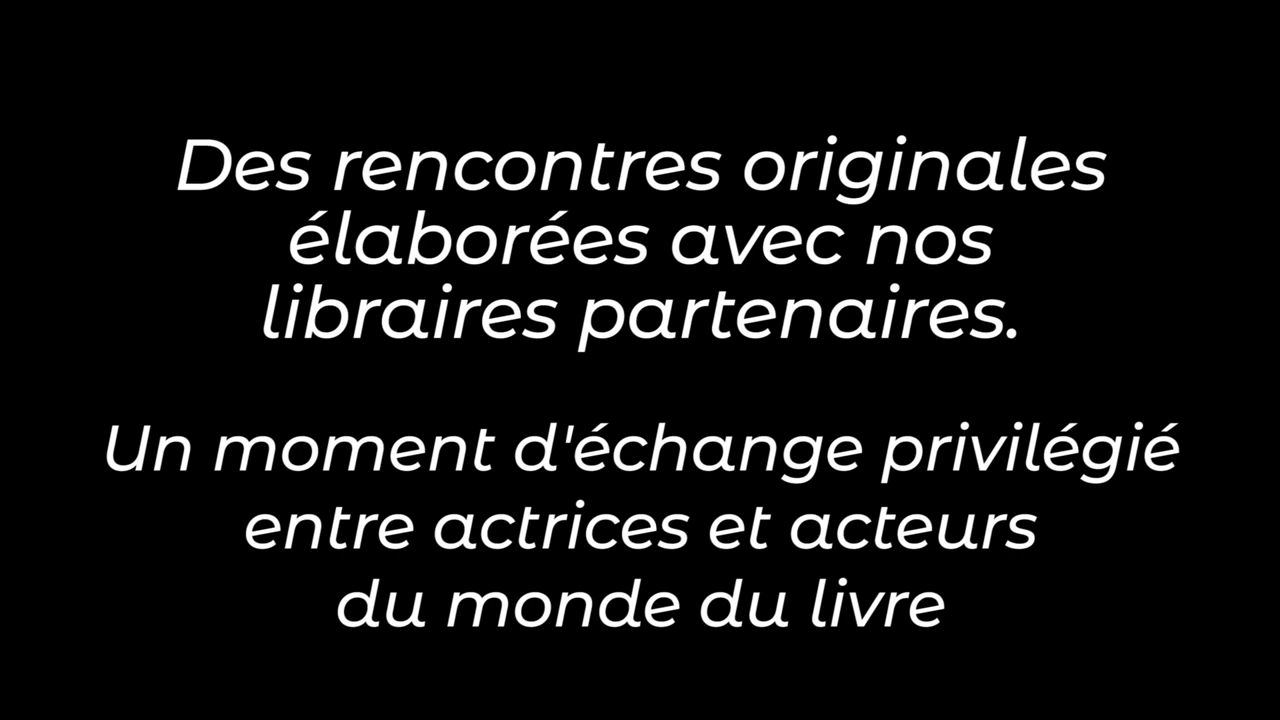 Des rencontres originales
élaborées avec nos
libraires partenaires.
Un moment d'échange privilégié
entre actrices et acteurs
du monde du livre